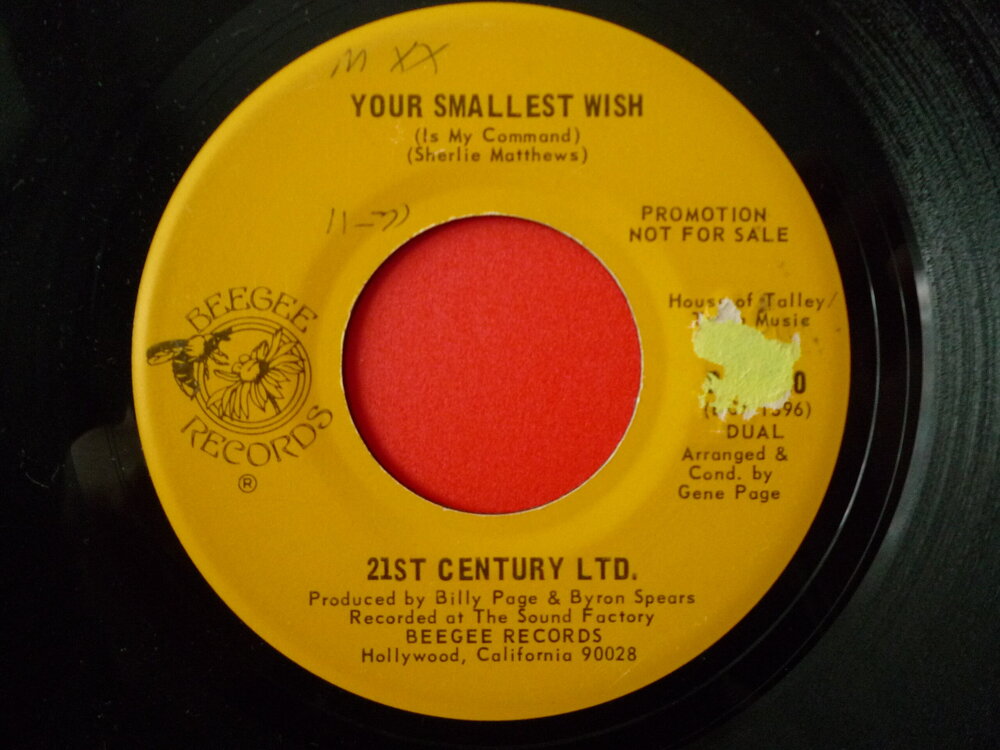 M XX
YOUR SMALLEST WISH
(Is My Command)
(Sherlie Matthews)
PROMOTION
NOT FOR SALE
House of Talley/
Music
BEEGEE
RECORDS
®
DUAL
Arranged &
Cond. by
Gene Page
21ST CENTURY LTD.
Produced by Billy Page & Byron Spears
Recorded at The Sound Factory
BEEGEE RECORDS
Hollywood, California 90028